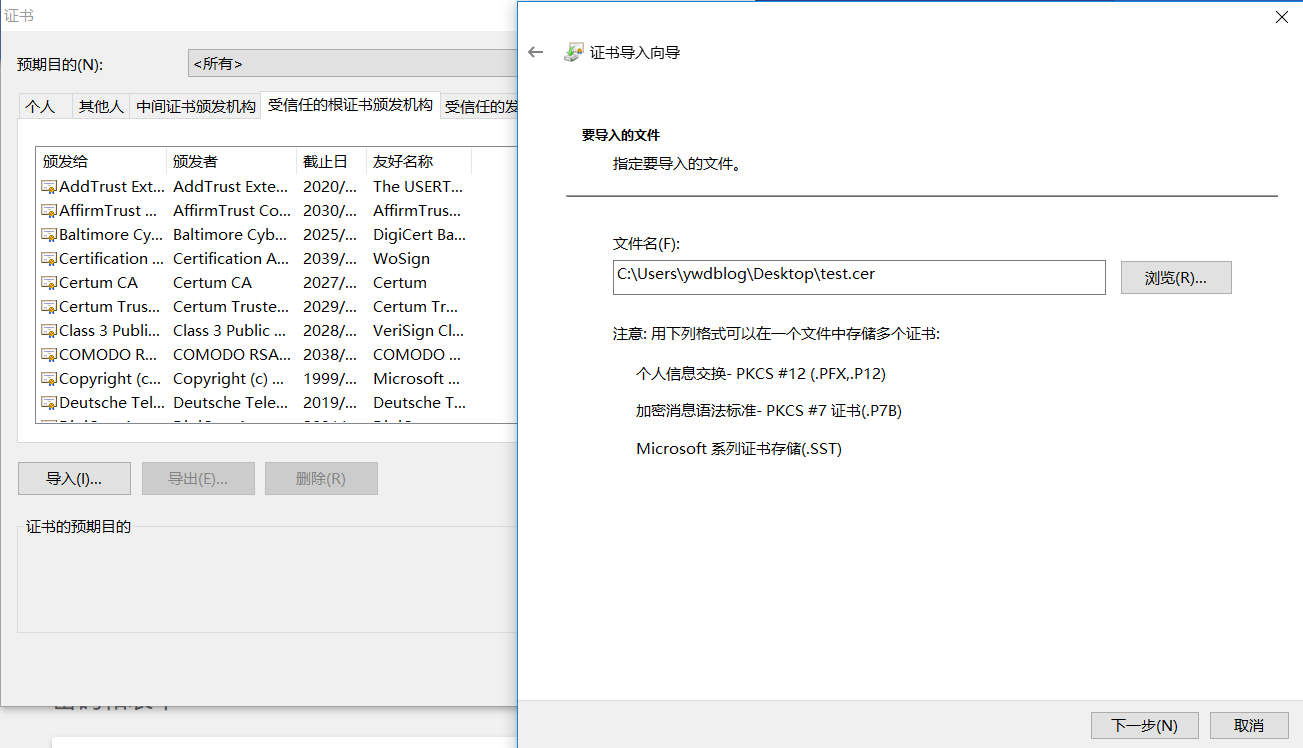 证书
预期目的(N):
<所有>
个人
其他人
中间证书颁发机构
受信任的根证书颁发机构
受信任的发
颁发给 颁发者 截止日 友好名称
AddTrust Ext... AddTrust Exte... 2020/... The USERT...
AffirmTrust ... AffirmTrust Co... 2030/... AffirmTrus...
Baltimore Cy... Baltimore Cyb... 2025/... DigiCert Ba...
Certification ... Certification A... 2039/... WoSign
Certum CA Certum CA 2027/... Certum
Certum Trus... Certum Truste... 2029/... Certum Tr...
Class 3 Publi... Class 3 Public ... 2028/... VeriSign Cl...
COMODO R... COMODO RSA... 2038/... COMODO ...
Copyright (c... Copyright (c) ... 1999/... Microsoft ...
Deutsche Tel... Deutsche Tele... 2019/... Deutsche T...
导入(I)...
导出(E)...
删除(R)
证书的预期目的
证书导入向导
要导入的文件
指定要导入的文件。
文件名(F):
C:\Users\ywdblog\Desktop\test.cer
浏览(R)...
注意: 用下列格式可以在一个文件中存储多个证书:
个人信息交换- PKCS #12 (.PFX,.P12)
加密消息语法标准- PKCS #7 证书(.P7B)
Microsoft 系列证书存储(.SST)
下一步(N)
取消